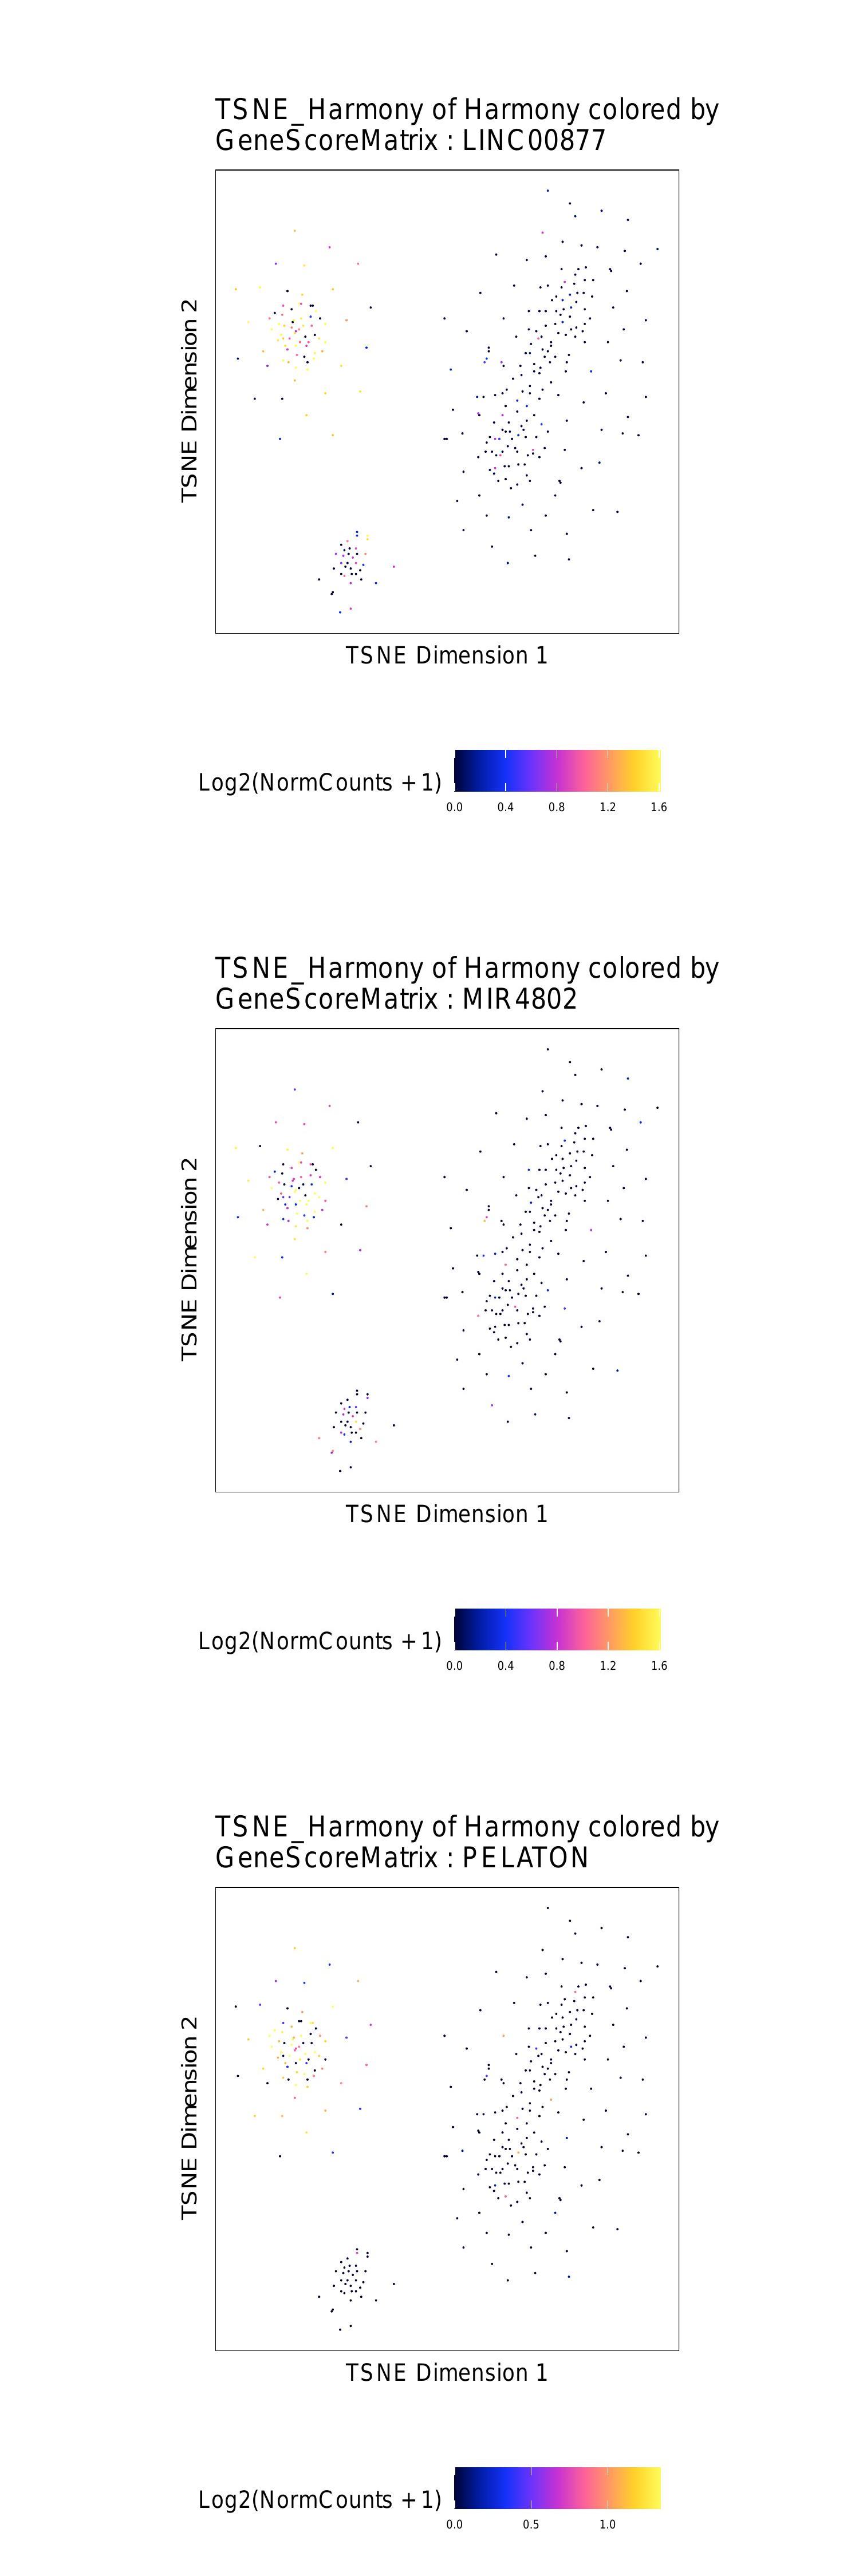 TSNE_Harmony of Harmony colored by
GeneScoreMatrix : LINC00877
TSNE Dimension 2
TSNE Dimension 1
Log2(NormCounts + 1)
0.0 0.4 0.8 1.2 1.6
TSNE_Harmony of Harmony colored by
GeneScoreMatrix : MIR4802
TSNE Dimension 2
TSNE Dimension 1
Log2(NormCounts + 1)
0.0 0.4 0.8 1.2 1.6
TSNE_Harmony of Harmony colored by
GeneScoreMatrix : PELATON
TSNE Dimension 2
TSNE Dimension 1
Log2(NormCounts + 1)
0.0 0.5 1.0